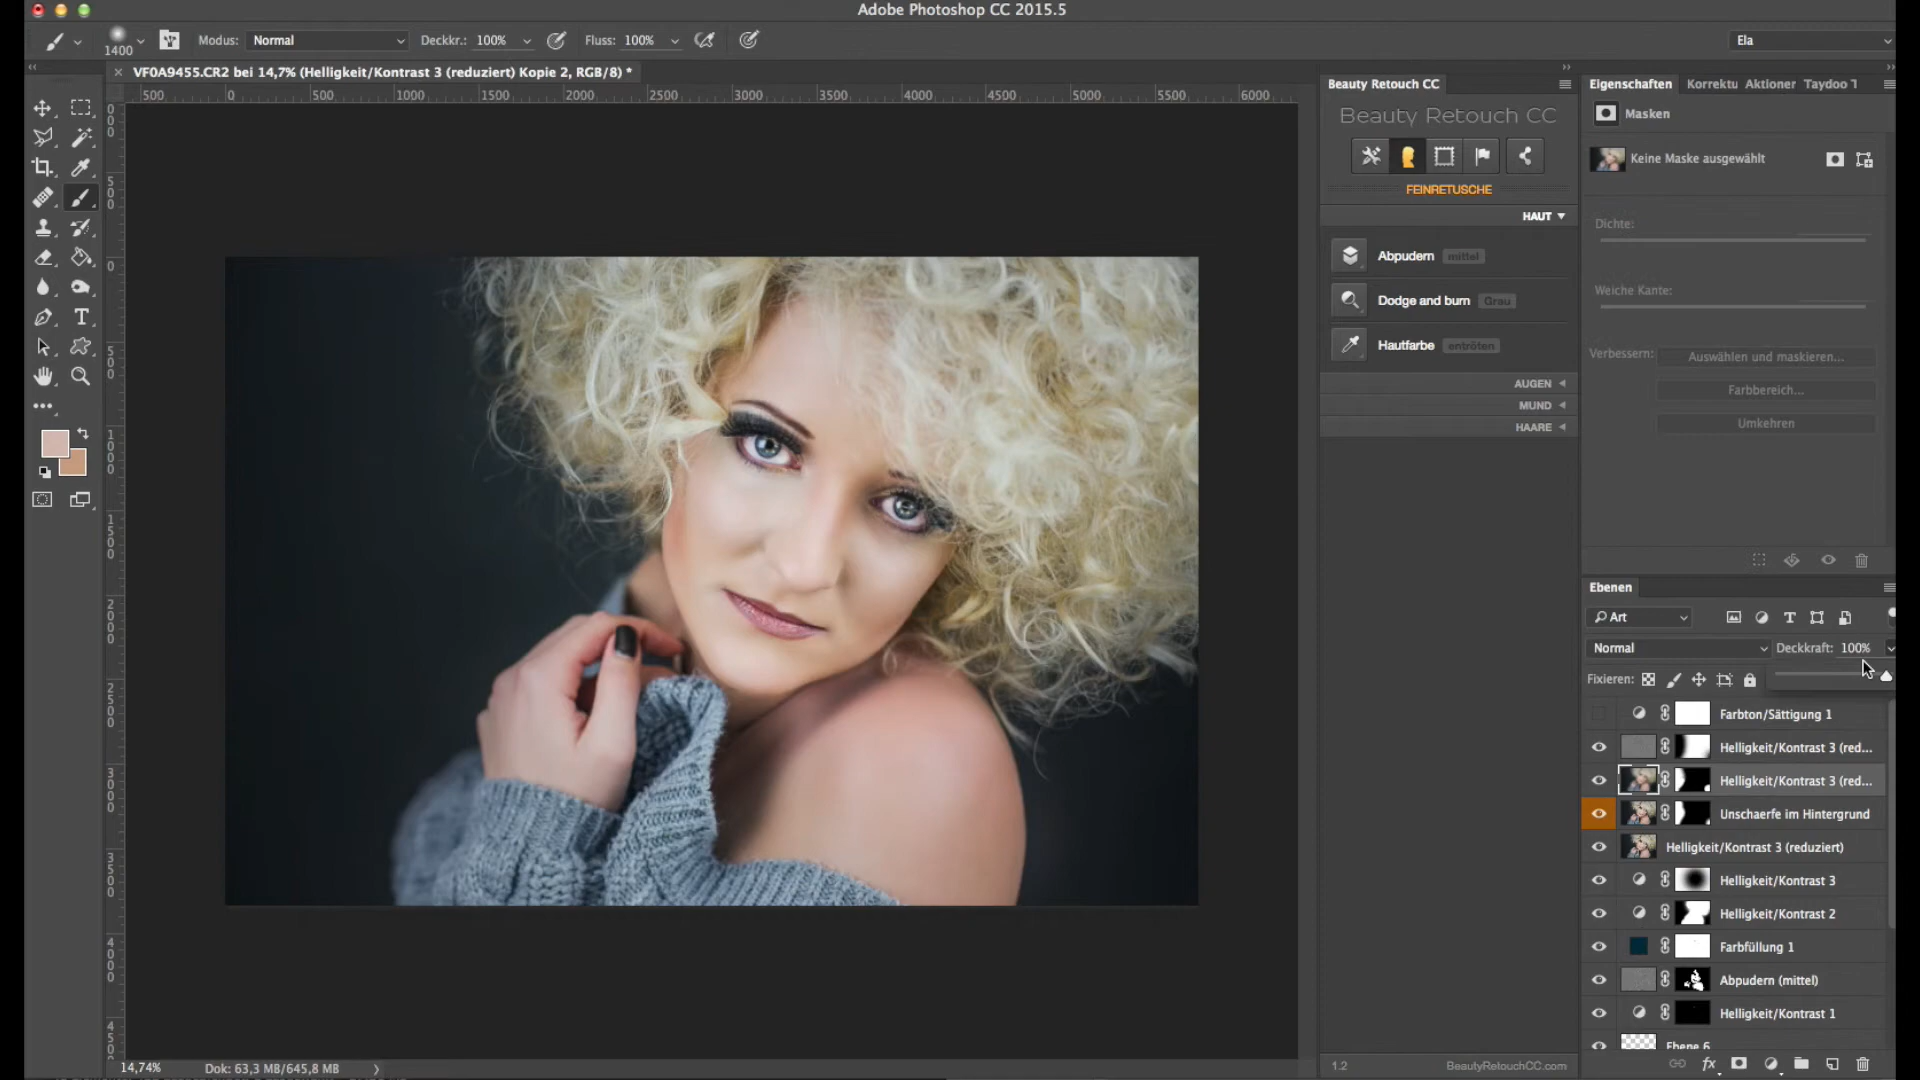 Adobe Photoshop CC 2015.5
1400
Modus: Normal
Deckkr.: 100%
Fluss: 100%
Ela
VF0A9455.CR2 bei 14,7% (Helligkeit/Kontrast 3 (reduziert) Kopie 2, RGB/8) *
500 0 500 1000 1500 2000 2500 3000 3500 4000 4500 5000 5500 6000
Beauty Retouch CC
Beauty Retouch CC
FEINRETUSCHE
HAUT
Abpudern mittel
Dodge and burn Grau
Hautfarbe entröten
AUGEN
MUND
HAARE
1.2 BeautyRetouchCC.com
Eigenschaften Korrektu Aktionen Taydoo T
Masken
Keine Maske ausgewählt
Dichte:
Weiche Kante:
Verbessern: Auswählen und maskieren...
Farbbereich...
Umkehren
Ebenen
Art
Normal Deckkraft: 100%
Fixieren:
Farbton/Sättigung 1
Helligkeit/Kontrast 3 (red...
Helligkeit/Kontrast 3 (red...
Unschaerfe im Hintergrund
Helligkeit/Kontrast 3 (reduziert)
Helligkeit/Kontrast 3
Helligkeit/Kontrast 2
Farbfüllung 1
Abpudern (mittel)
Helligkeit/Kontrast 1
Ebene 6
14,74% Dok: 63,3 MB/645,8 MB